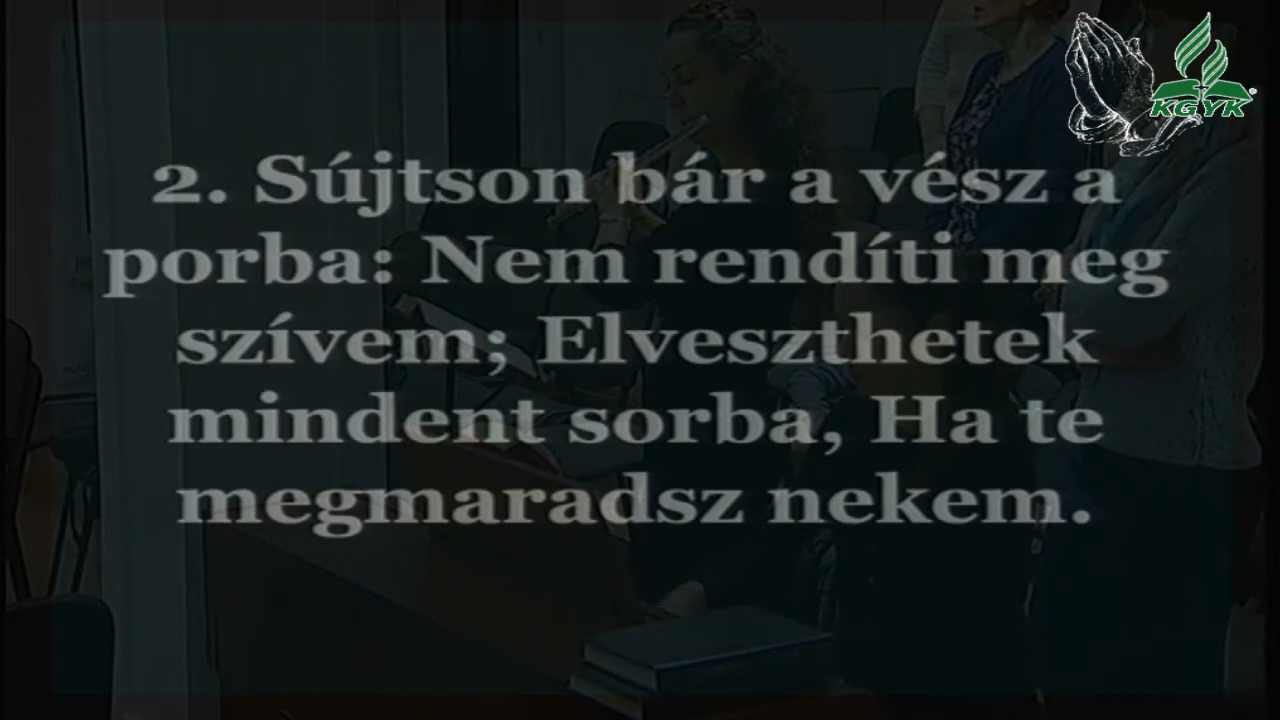 KGYK
2. Sújtson bár a vész a
porba: Nem rendíti meg
szívem; Elveszthetek
mindent sorba, Ha te
megmaradsz nekem.